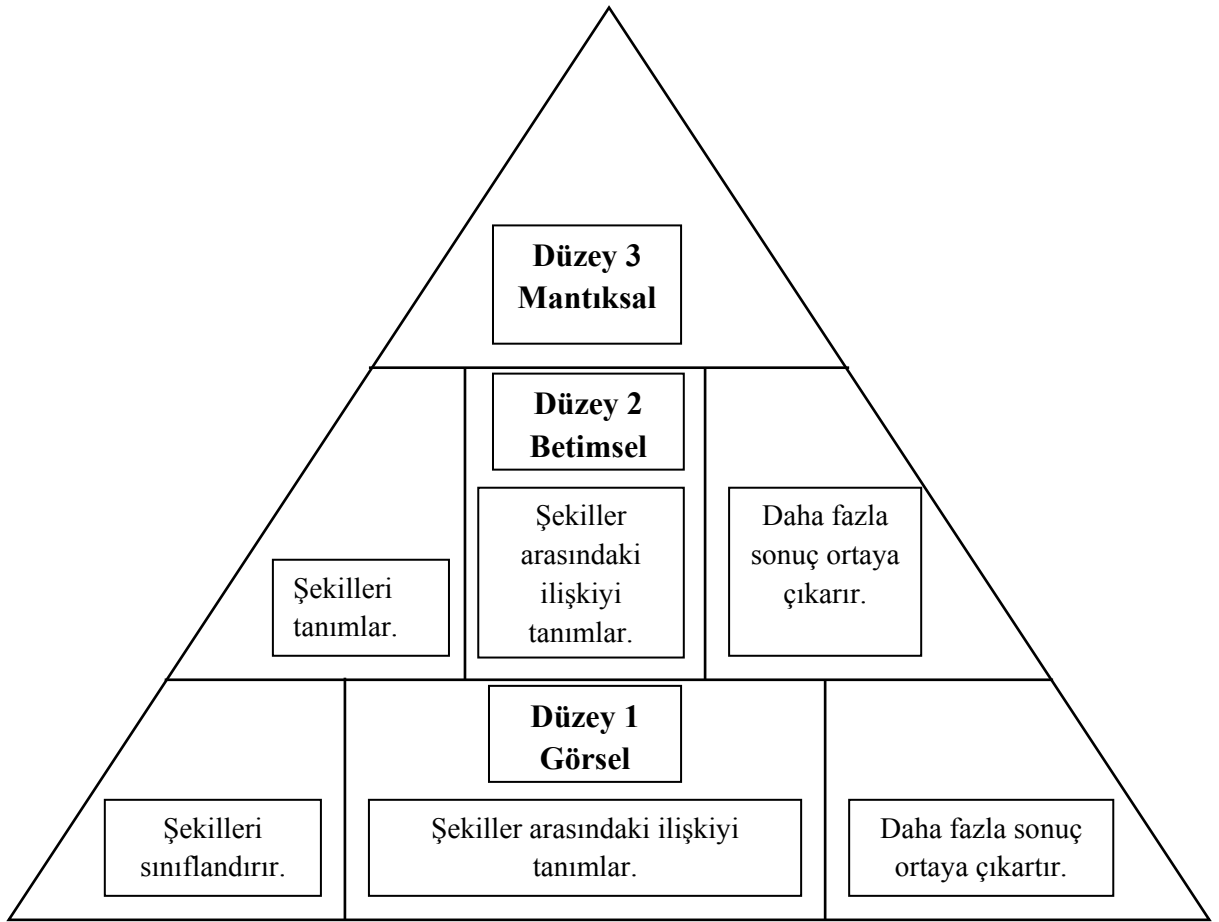 Düzey 3
Mantıksal
Düzey 2
Betimsel
Şekilleri
tanımlar.
Şekiller
arasındaki
ilişkiyi
tanımlar.
Daha fazla
sonuç ortaya
çıkarır.
Düzey 1
Görsel
Şekilleri
sınıflandırır.
Şekiller arasındaki ilişkiyi
tanımlar.
Daha fazla sonuç
ortaya çıkartır.